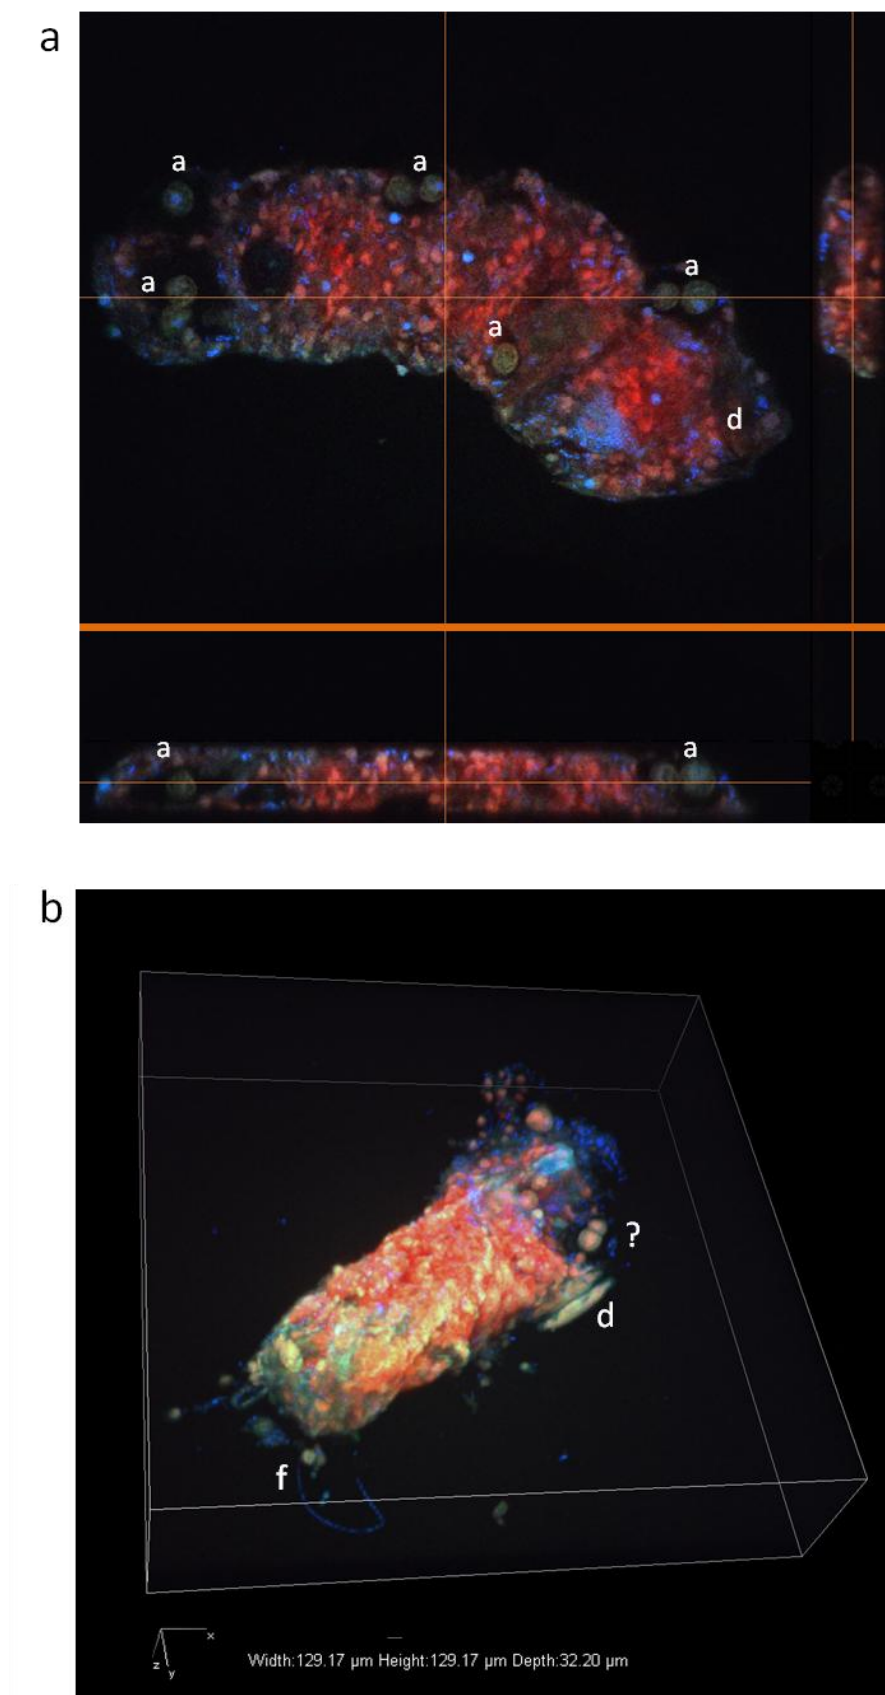 a
a a
a a
a
d
a a
b
?
d
f
x
z y
Width:129.17 µm Height:129.17 µm Depth:32.20 µm